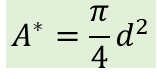 A* = π/4 d²